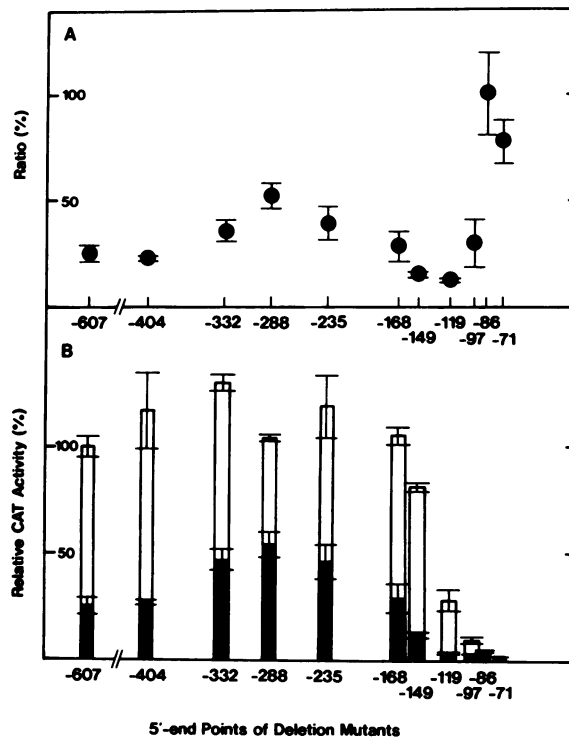 A
Ratio (%)
100
50
-607 -404 -332 -288 -235 -168 -119 -86
-149 -97 -71
B
Relative CAT Activity (%)
100
50
-607 -404 -332 -288 -235 -168 -119 -86
-149 -97 -71
5'-end Points of Deletion Mutants